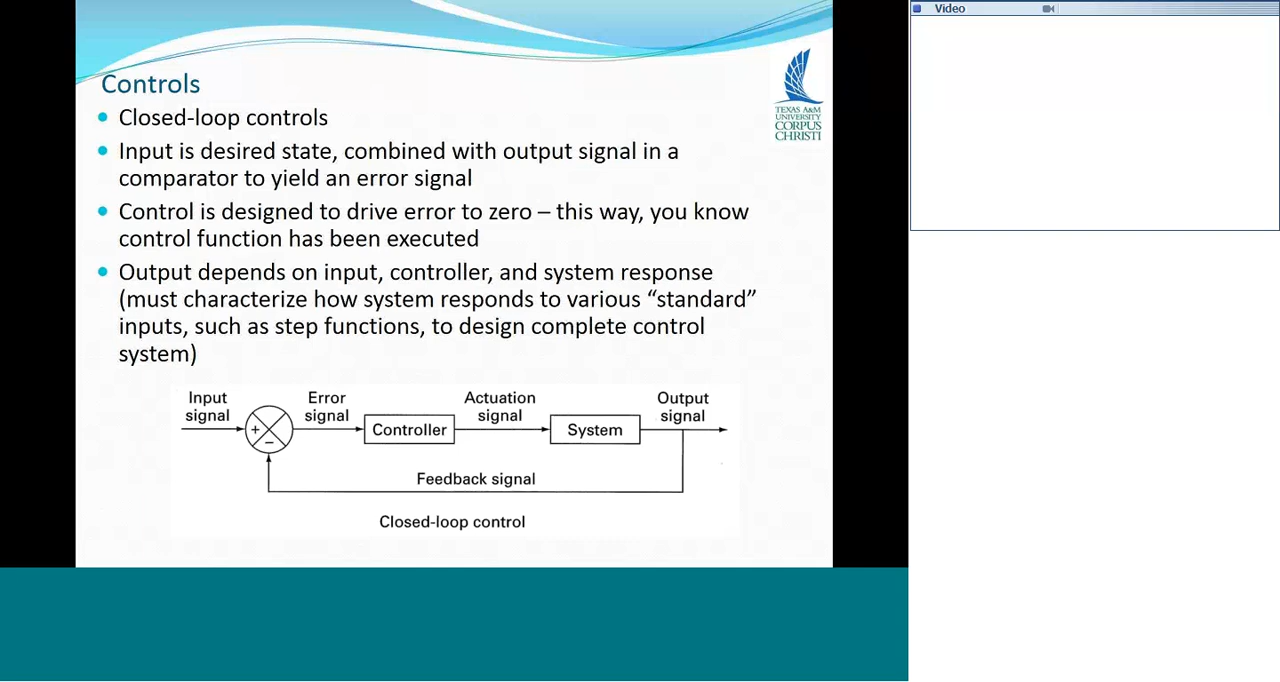 Video
Controls
TEXAS A&M
UNIVERSITY
CORPUS
CHRISTI
• Closed-loop controls
• Input is desired state, combined with output signal in a
comparator to yield an error signal
• Control is designed to drive error to zero – this way, you know
control function has been executed
• Output depends on input, controller, and system response
(must characterize how system responds to various “standard”
inputs, such as step functions, to design complete control
system)
Input
signal
Error
signal
Actuation
signal
Output
signal
+
−
Controller
System
Feedback signal
Closed-loop control